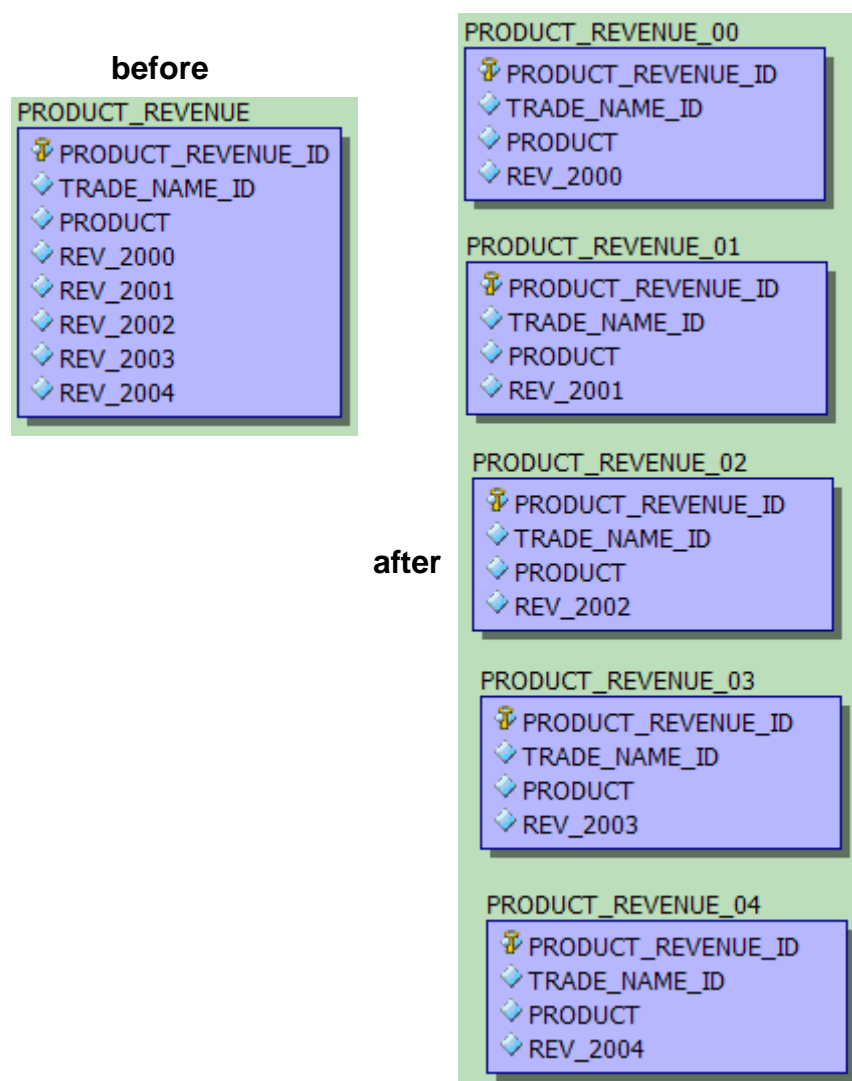 before
PRODUCT_REVENUE
PRODUCT_REVENUE_ID
TRADE_NAME_ID
PRODUCT
REV_2000
REV_2001
REV_2002
REV_2003
REV_2004
after
PRODUCT_REVENUE_00
PRODUCT_REVENUE_ID
TRADE_NAME_ID
PRODUCT
REV_2000
PRODUCT_REVENUE_01
PRODUCT_REVENUE_ID
TRADE_NAME_ID
PRODUCT
REV_2001
PRODUCT_REVENUE_02
PRODUCT_REVENUE_ID
TRADE_NAME_ID
PRODUCT
REV_2002
PRODUCT_REVENUE_03
PRODUCT_REVENUE_ID
TRADE_NAME_ID
PRODUCT
REV_2003
PRODUCT_REVENUE_04
PRODUCT_REVENUE_ID
TRADE_NAME_ID
PRODUCT
REV_2004